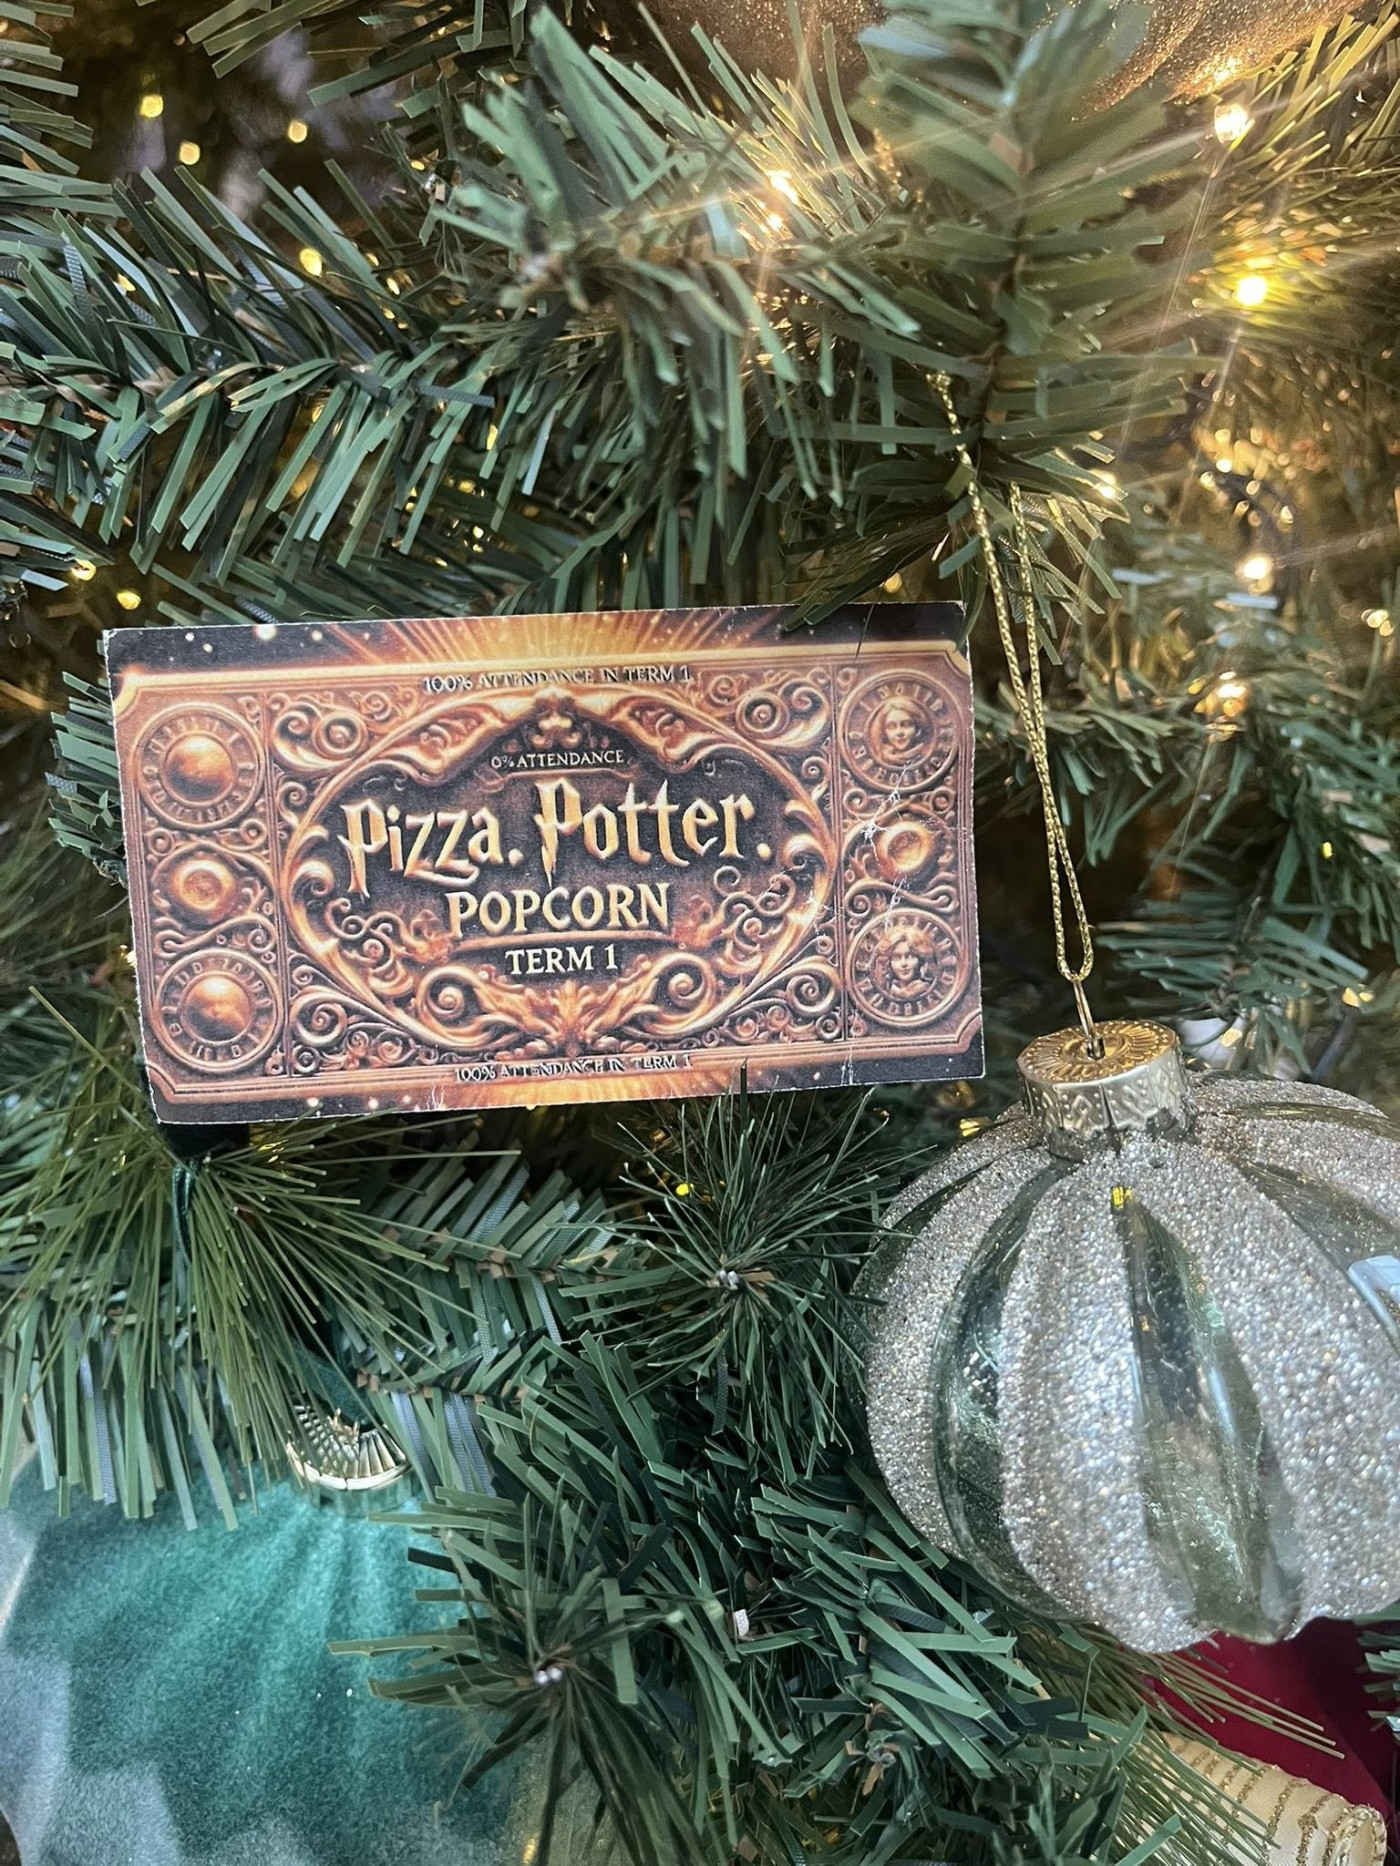 100% ATTENDANCE IN TERM 1
0% ATTENDANCE
Pizza. Potter.
POPCORN
TERM 1
100% ATTENDANCE IN TERM 1